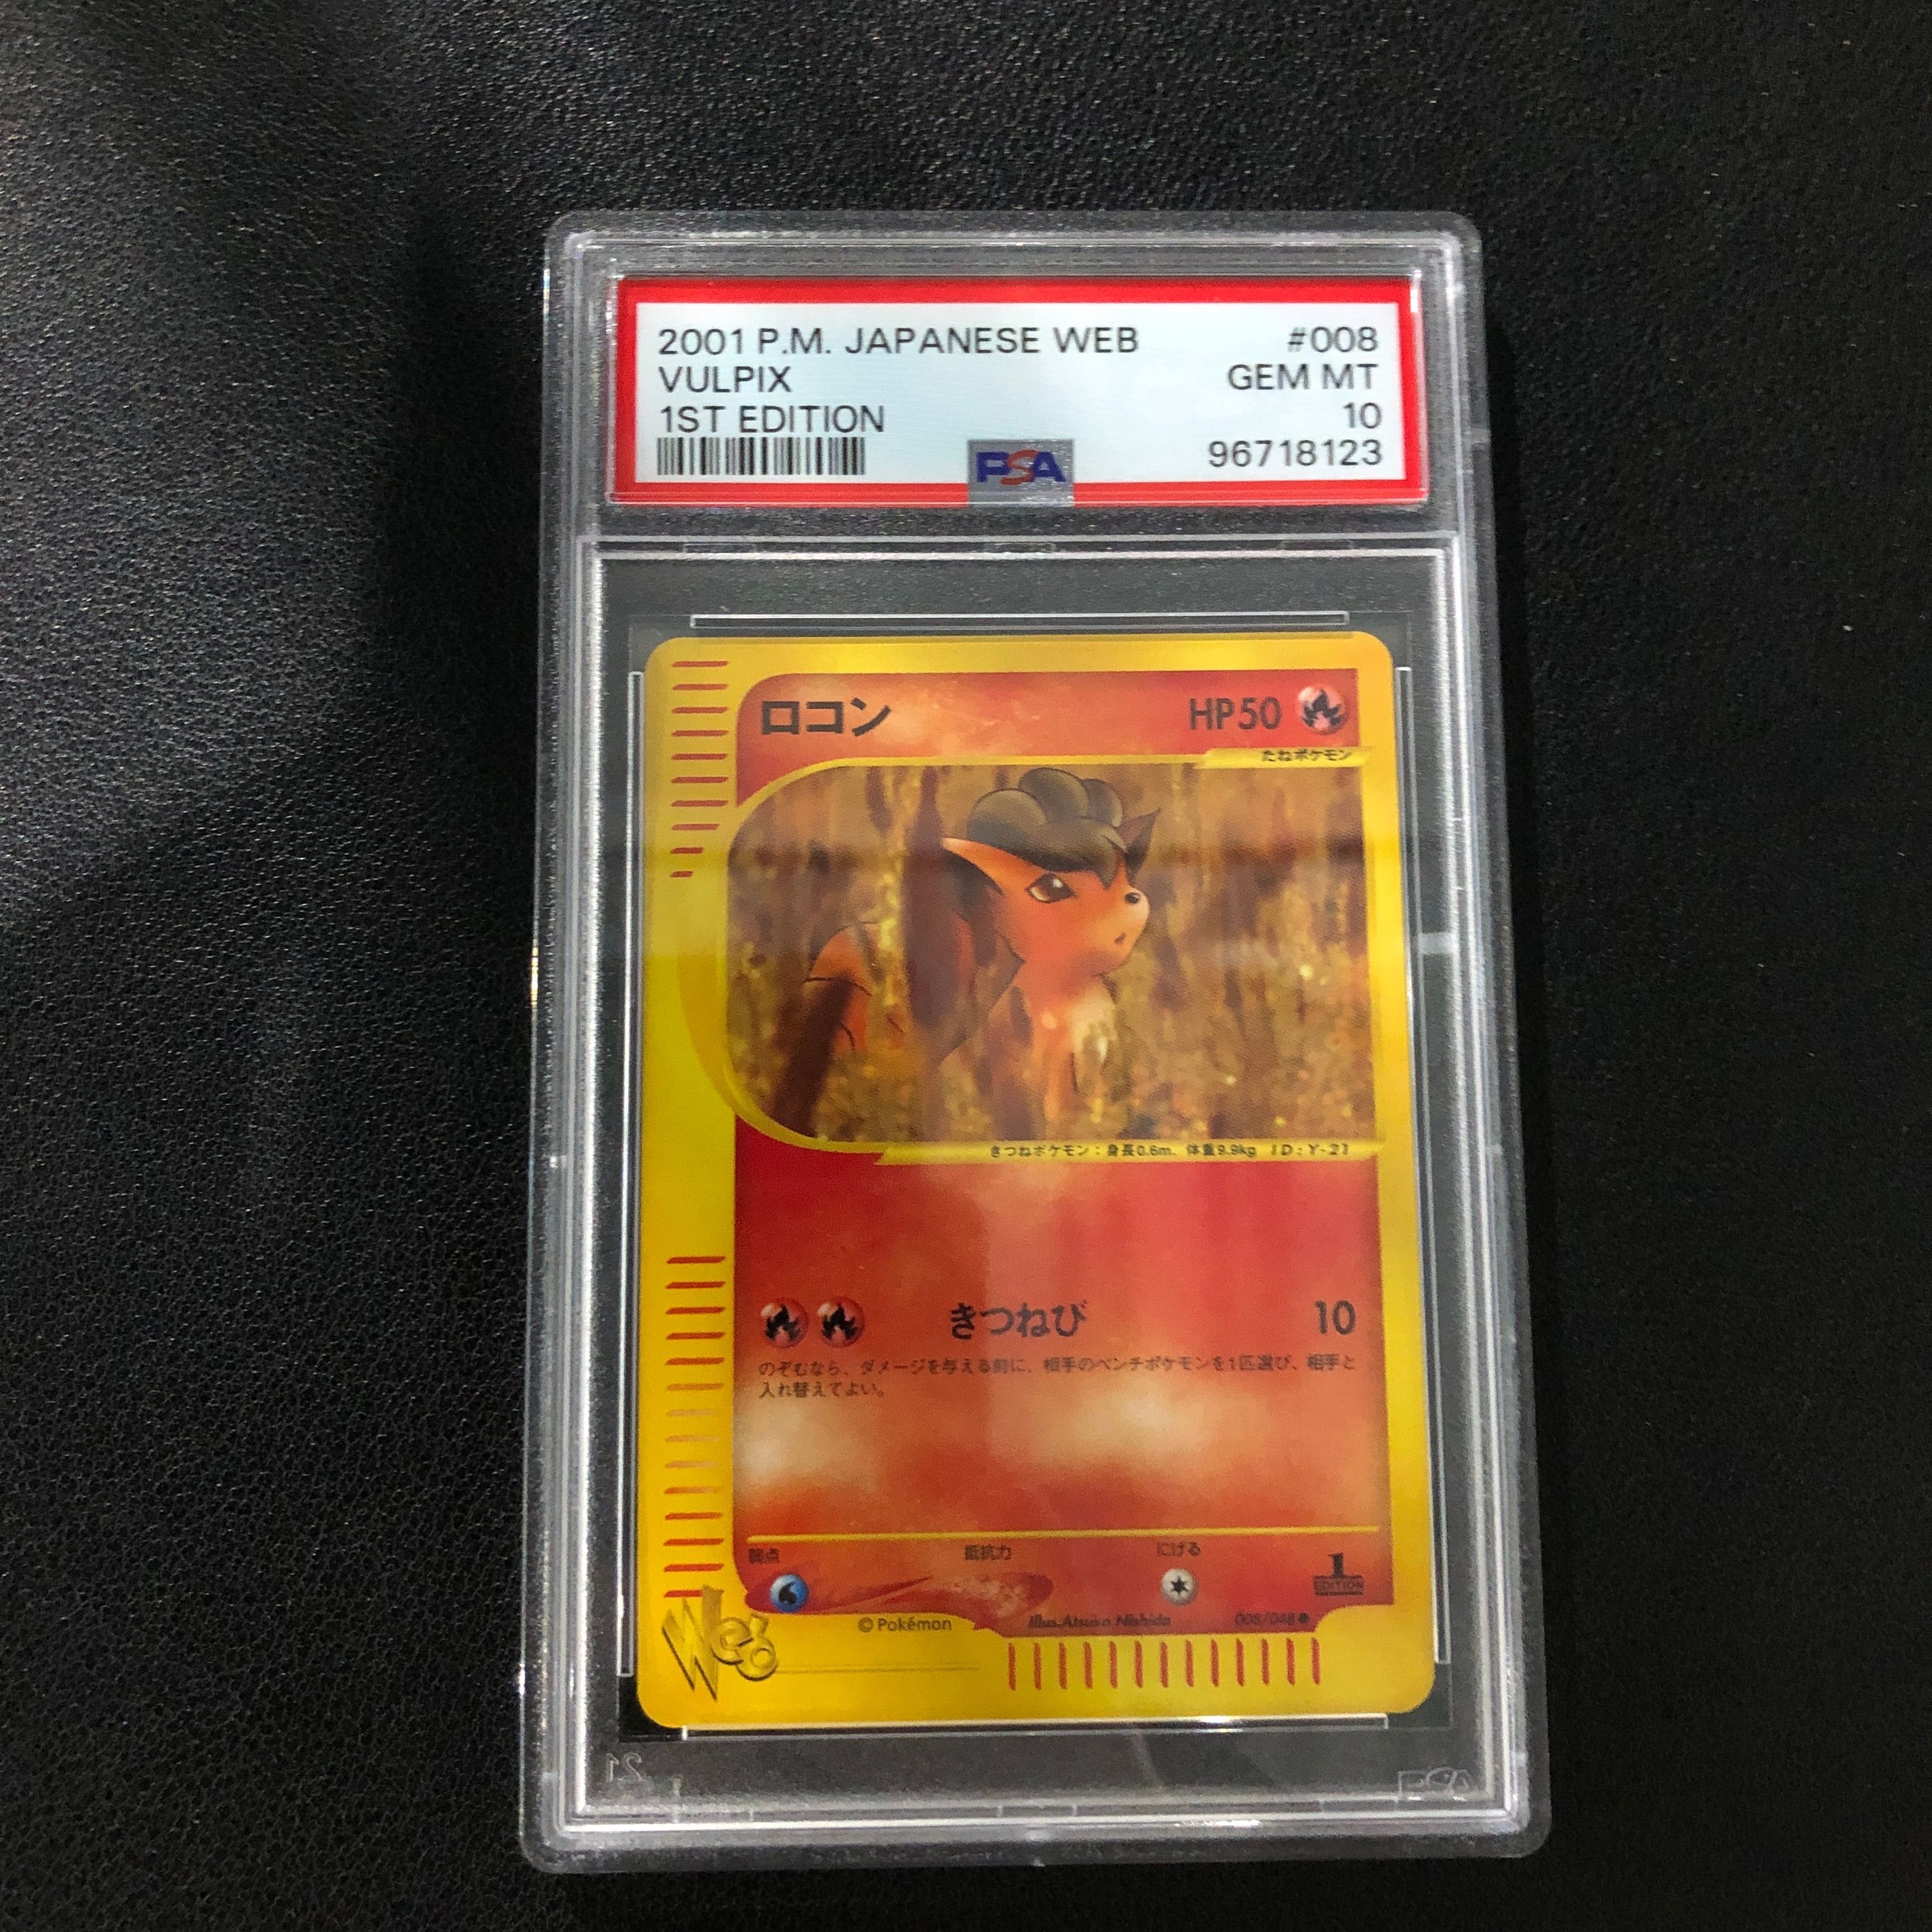 2001 P.M. JAPANESE WEB #008
VULPIX GEM MT
1ST EDITION 10
PSA 96718123
ロコン HP50
たねポケモン
きつねポケモン：身長0.6m、体重9.9kg ID:Y-21
きつねび 10
のぞむなら、ダメージを与える前に、相手のベンチポケモンを1匹選び、相手と
入れ替えてよい。
弱点 抵抗力 にげる
1 EDITION
©Pokémon Illus.Atsuko Nishida 008/048●
Web
21 PSA